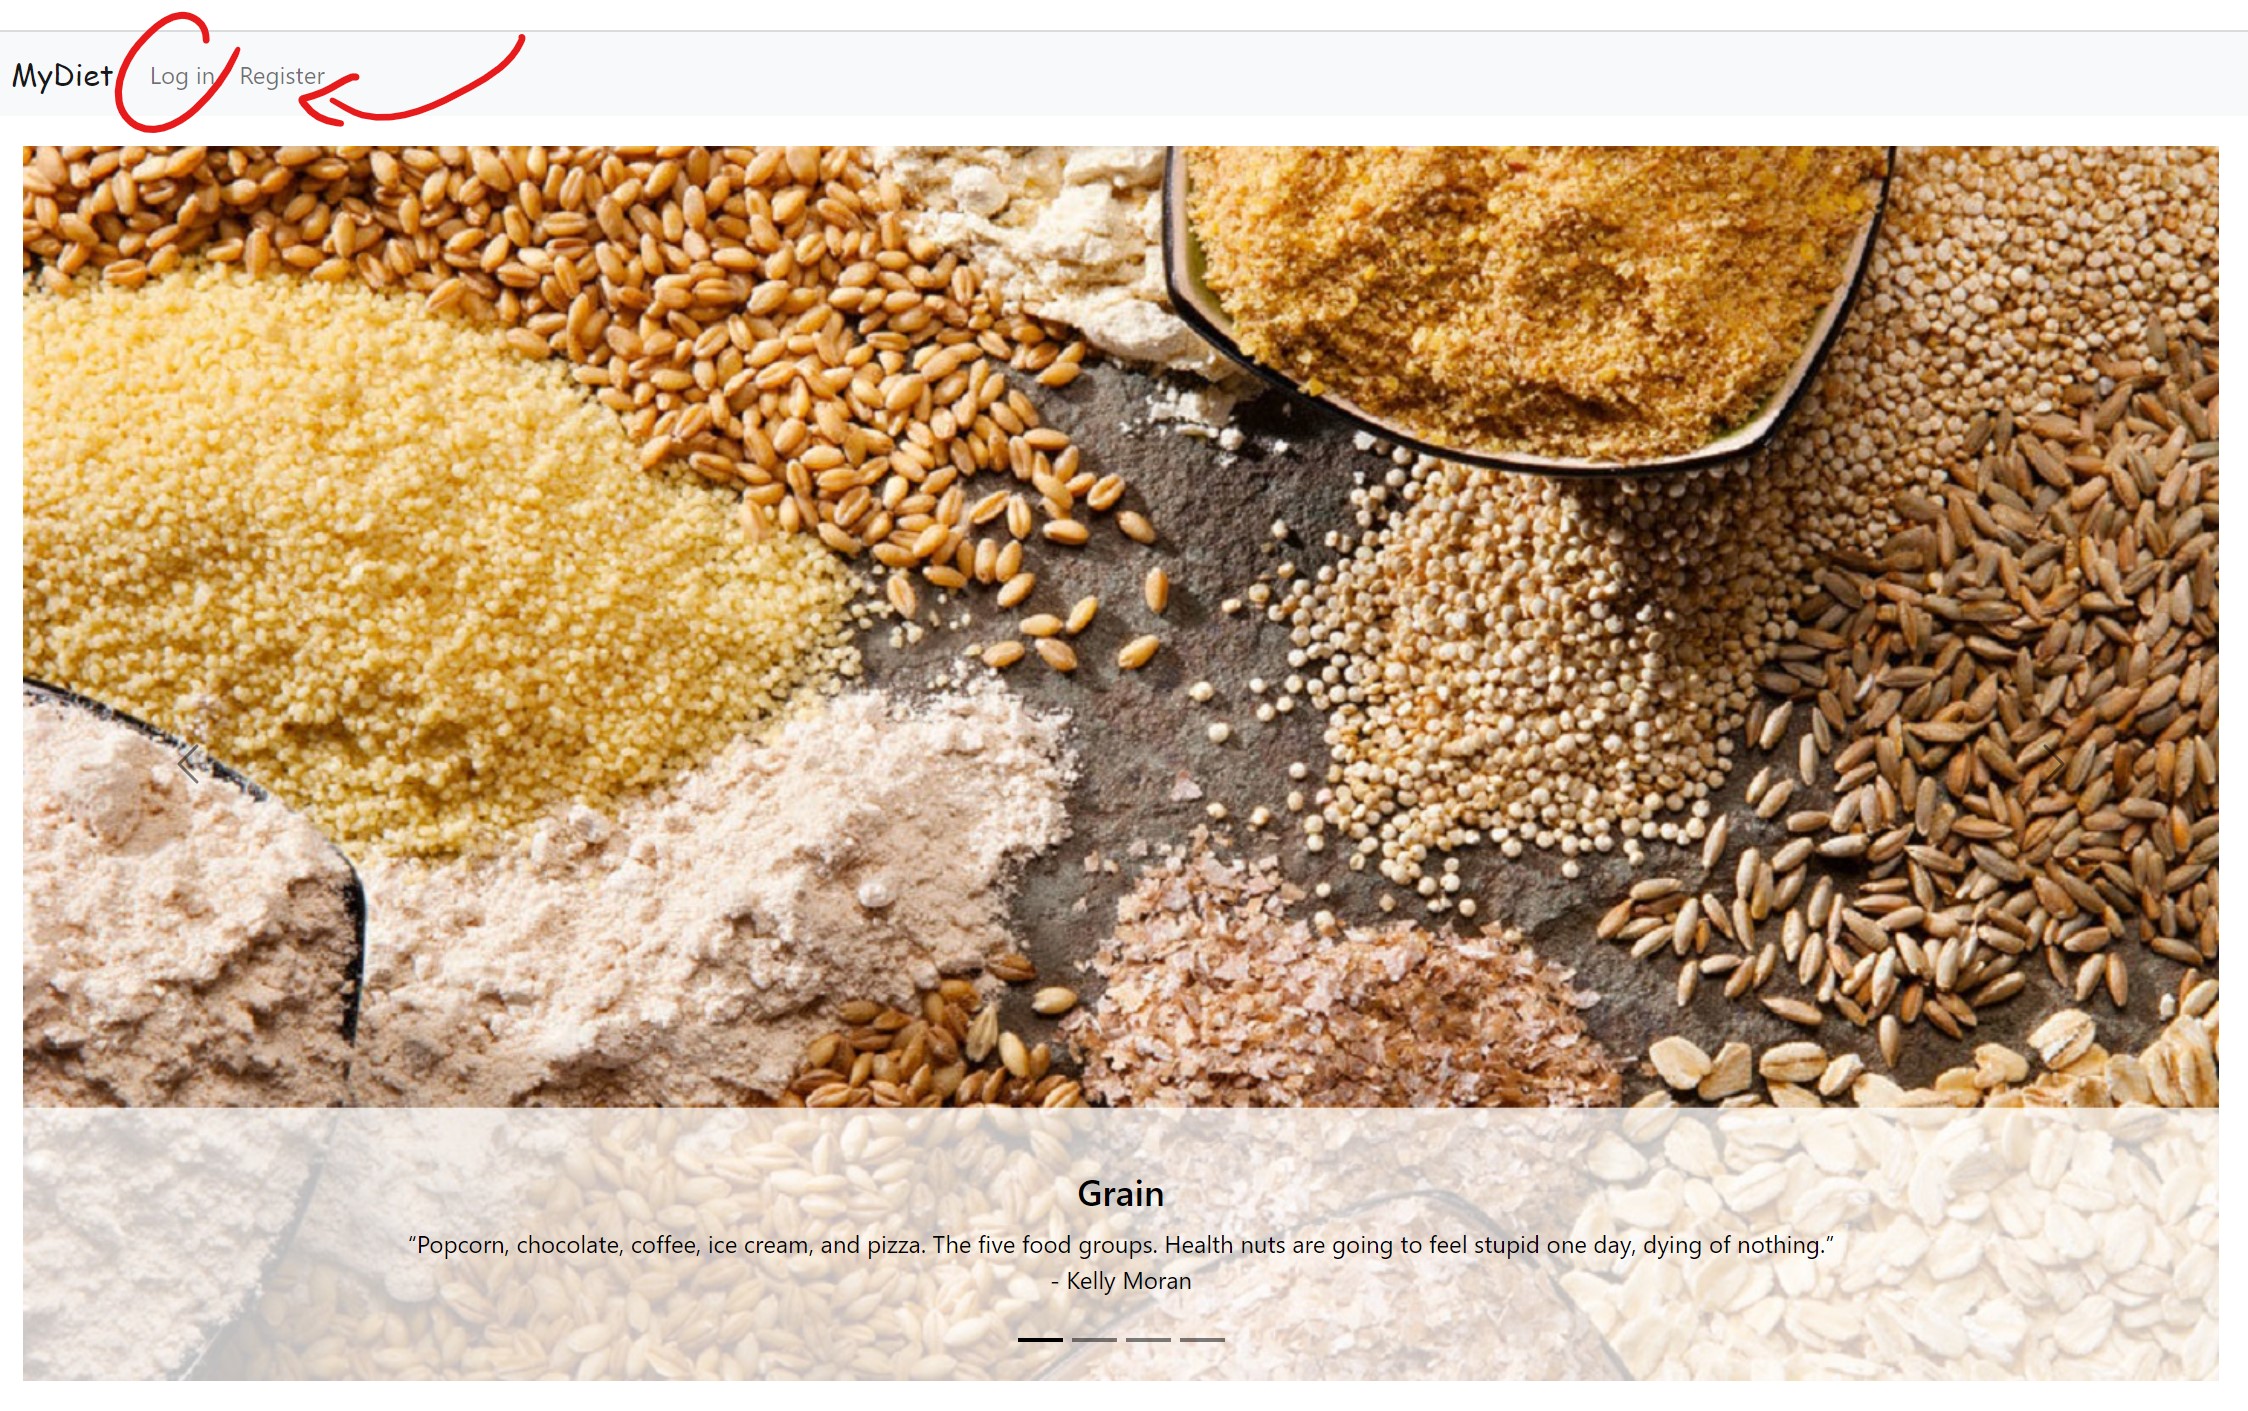 MyDiet Log in Register
Grain
“Popcorn, chocolate, coffee, ice cream, and pizza. The five food groups. Health nuts are going to feel stupid one day, dying of nothing.”
- Kelly Moran